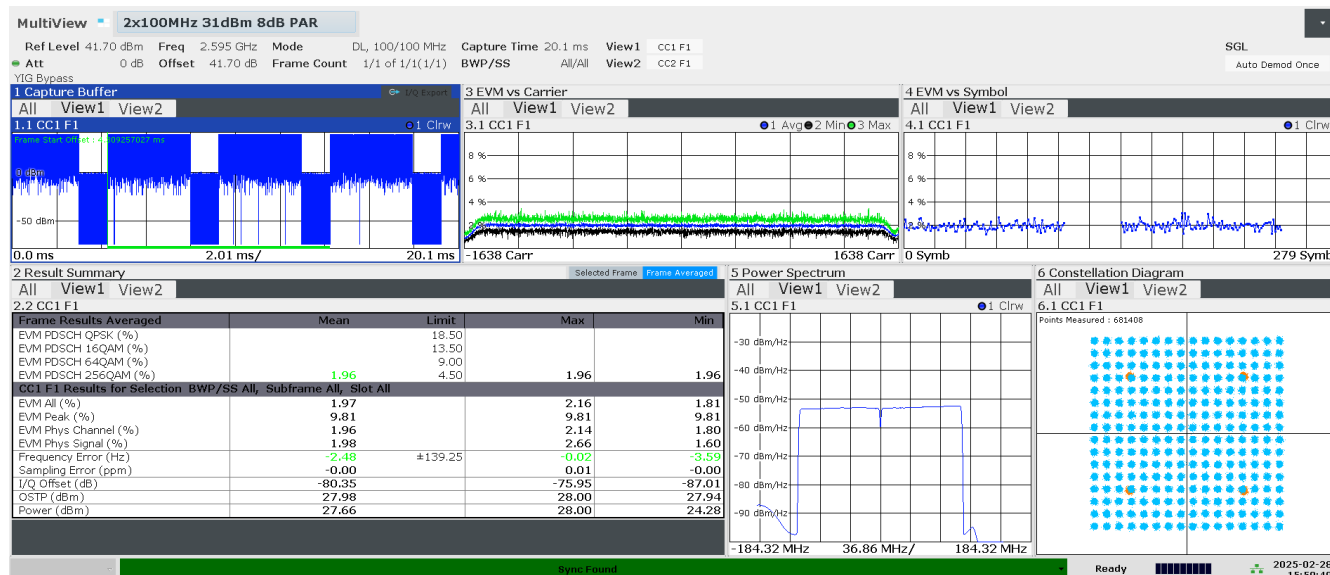 MultiView 2x100MHz 31dBm 8dB PAR
Ref Level 41.70 dBm Freq 2.595 GHz Mode DL, 100/100 MHz Capture Time 20.1 ms View1 CC1 F1 SGL
Att 0 dB Offset 41.70 dB Frame Count 1/1 of 1/1(1/1) BWP/SS All/All View2 CC2 F1 Auto Demod Once
YIG Bypass
1 Capture Buffer I/Q Export
All View1 View2
1.1 CC1 F1 1 Clrw
Frame Start Offset : 4.309257027 ms
0 dBm
-50 dBm
0.0 ms 2.01 ms/ 20.1 ms
3 EVM vs Carrier
All View1 View2
3.1 CC1 F1 1 Avg 2 Min 3 Max
8 %
6 %
4 %
2 %
-1638 Carr 1638 Carr
4 EVM vs Symbol
All View1 View2
4.1 CC1 F1 1 Clrw
8 %
6 %
4 %
0 Symb 279 Symb
2 Result Summary Selected Frame Frame Averaged
All View1 View2
2.2 CC1 F1
Frame Results Averaged Mean Limit Max Min
EVM PDSCH QPSK (%) 18.50
EVM PDSCH 16QAM (%) 13.50
EVM PDSCH 64QAM (%) 9.00
EVM PDSCH 256QAM (%) 1.96 4.50 1.96 1.96
CC1 F1 Results for Selection BWP/SS All, Subframe All, Slot All
EVM All (%) 1.97 2.16 1.81
EVM Peak (%) 9.81 9.81 9.81
EVM Phys Channel (%) 1.96 2.14 1.80
EVM Phys Signal (%) 1.98 2.66 1.60
Frequency Error (Hz) -2.48 ±139.25 -0.02 -3.59
Sampling Error (ppm) -0.00 0.01 -0.00
I/Q Offset (dB) -80.35 -75.95 -87.01
OSTP (dBm) 27.98 28.00 27.94
Power (dBm) 27.66 28.00 24.28
5 Power Spectrum
All View1 View2
5.1 CC1 F1 1 Clrw
-30 dBm/Hz
-40 dBm/Hz
-50 dBm/Hz
-60 dBm/Hz
-70 dBm/Hz
-80 dBm/Hz
-90 dBm/Hz
-184.32 MHz 36.86 MHz/ 184.32 MHz
6 Constellation Diagram
All View1 View2
6.1 CC1 F1
Points Measured : 681408
Sync Found Ready 2025-02-28